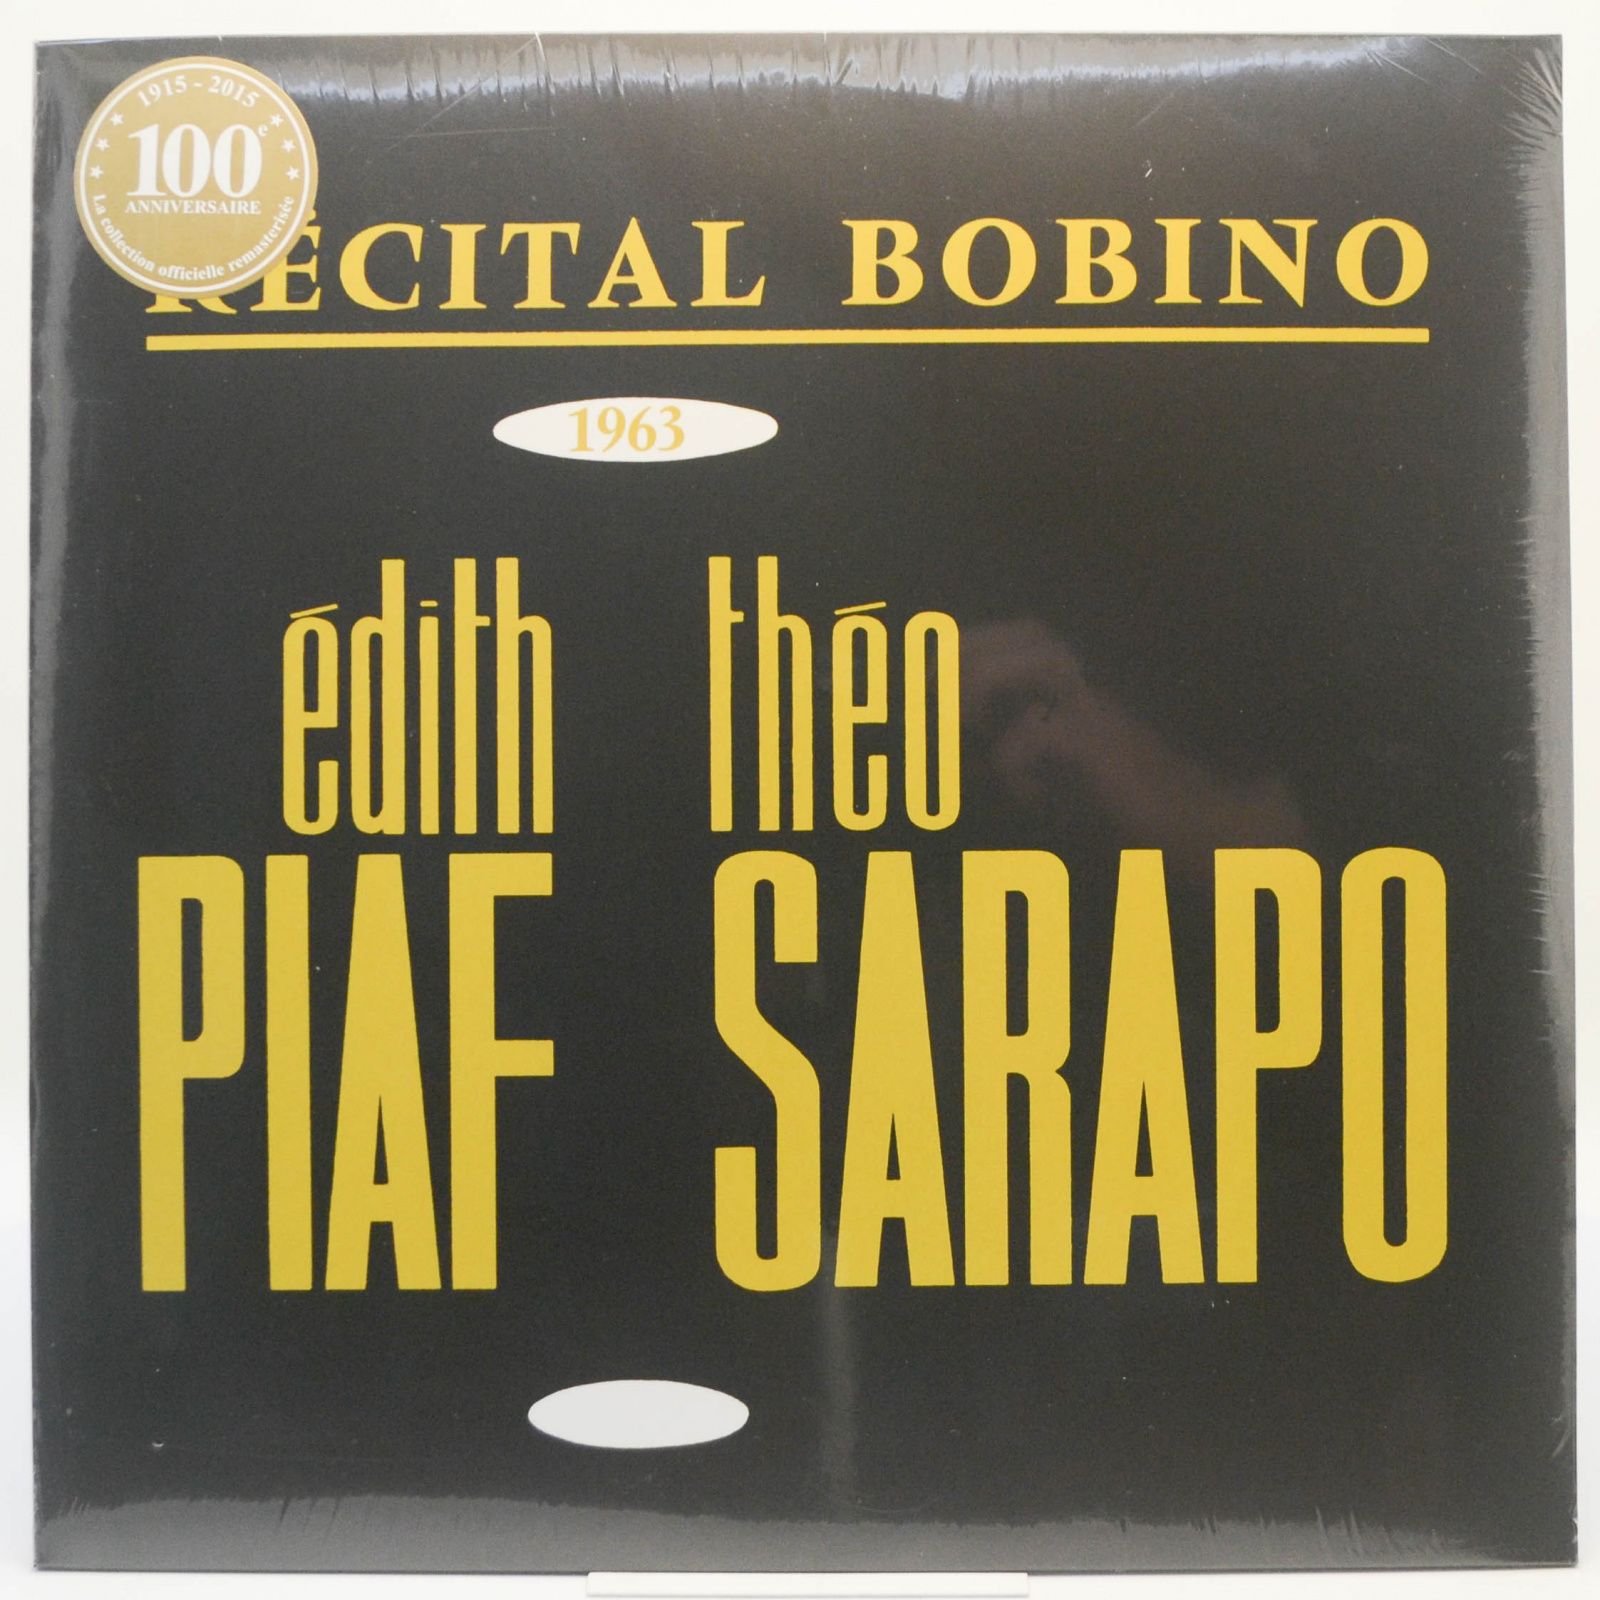 1915 - 2015
100e
ANNIVERSAIRE
La collection officielle remasterisée
RÉCITAL BOBINO
1963
édith théo
PIAF SARAPO